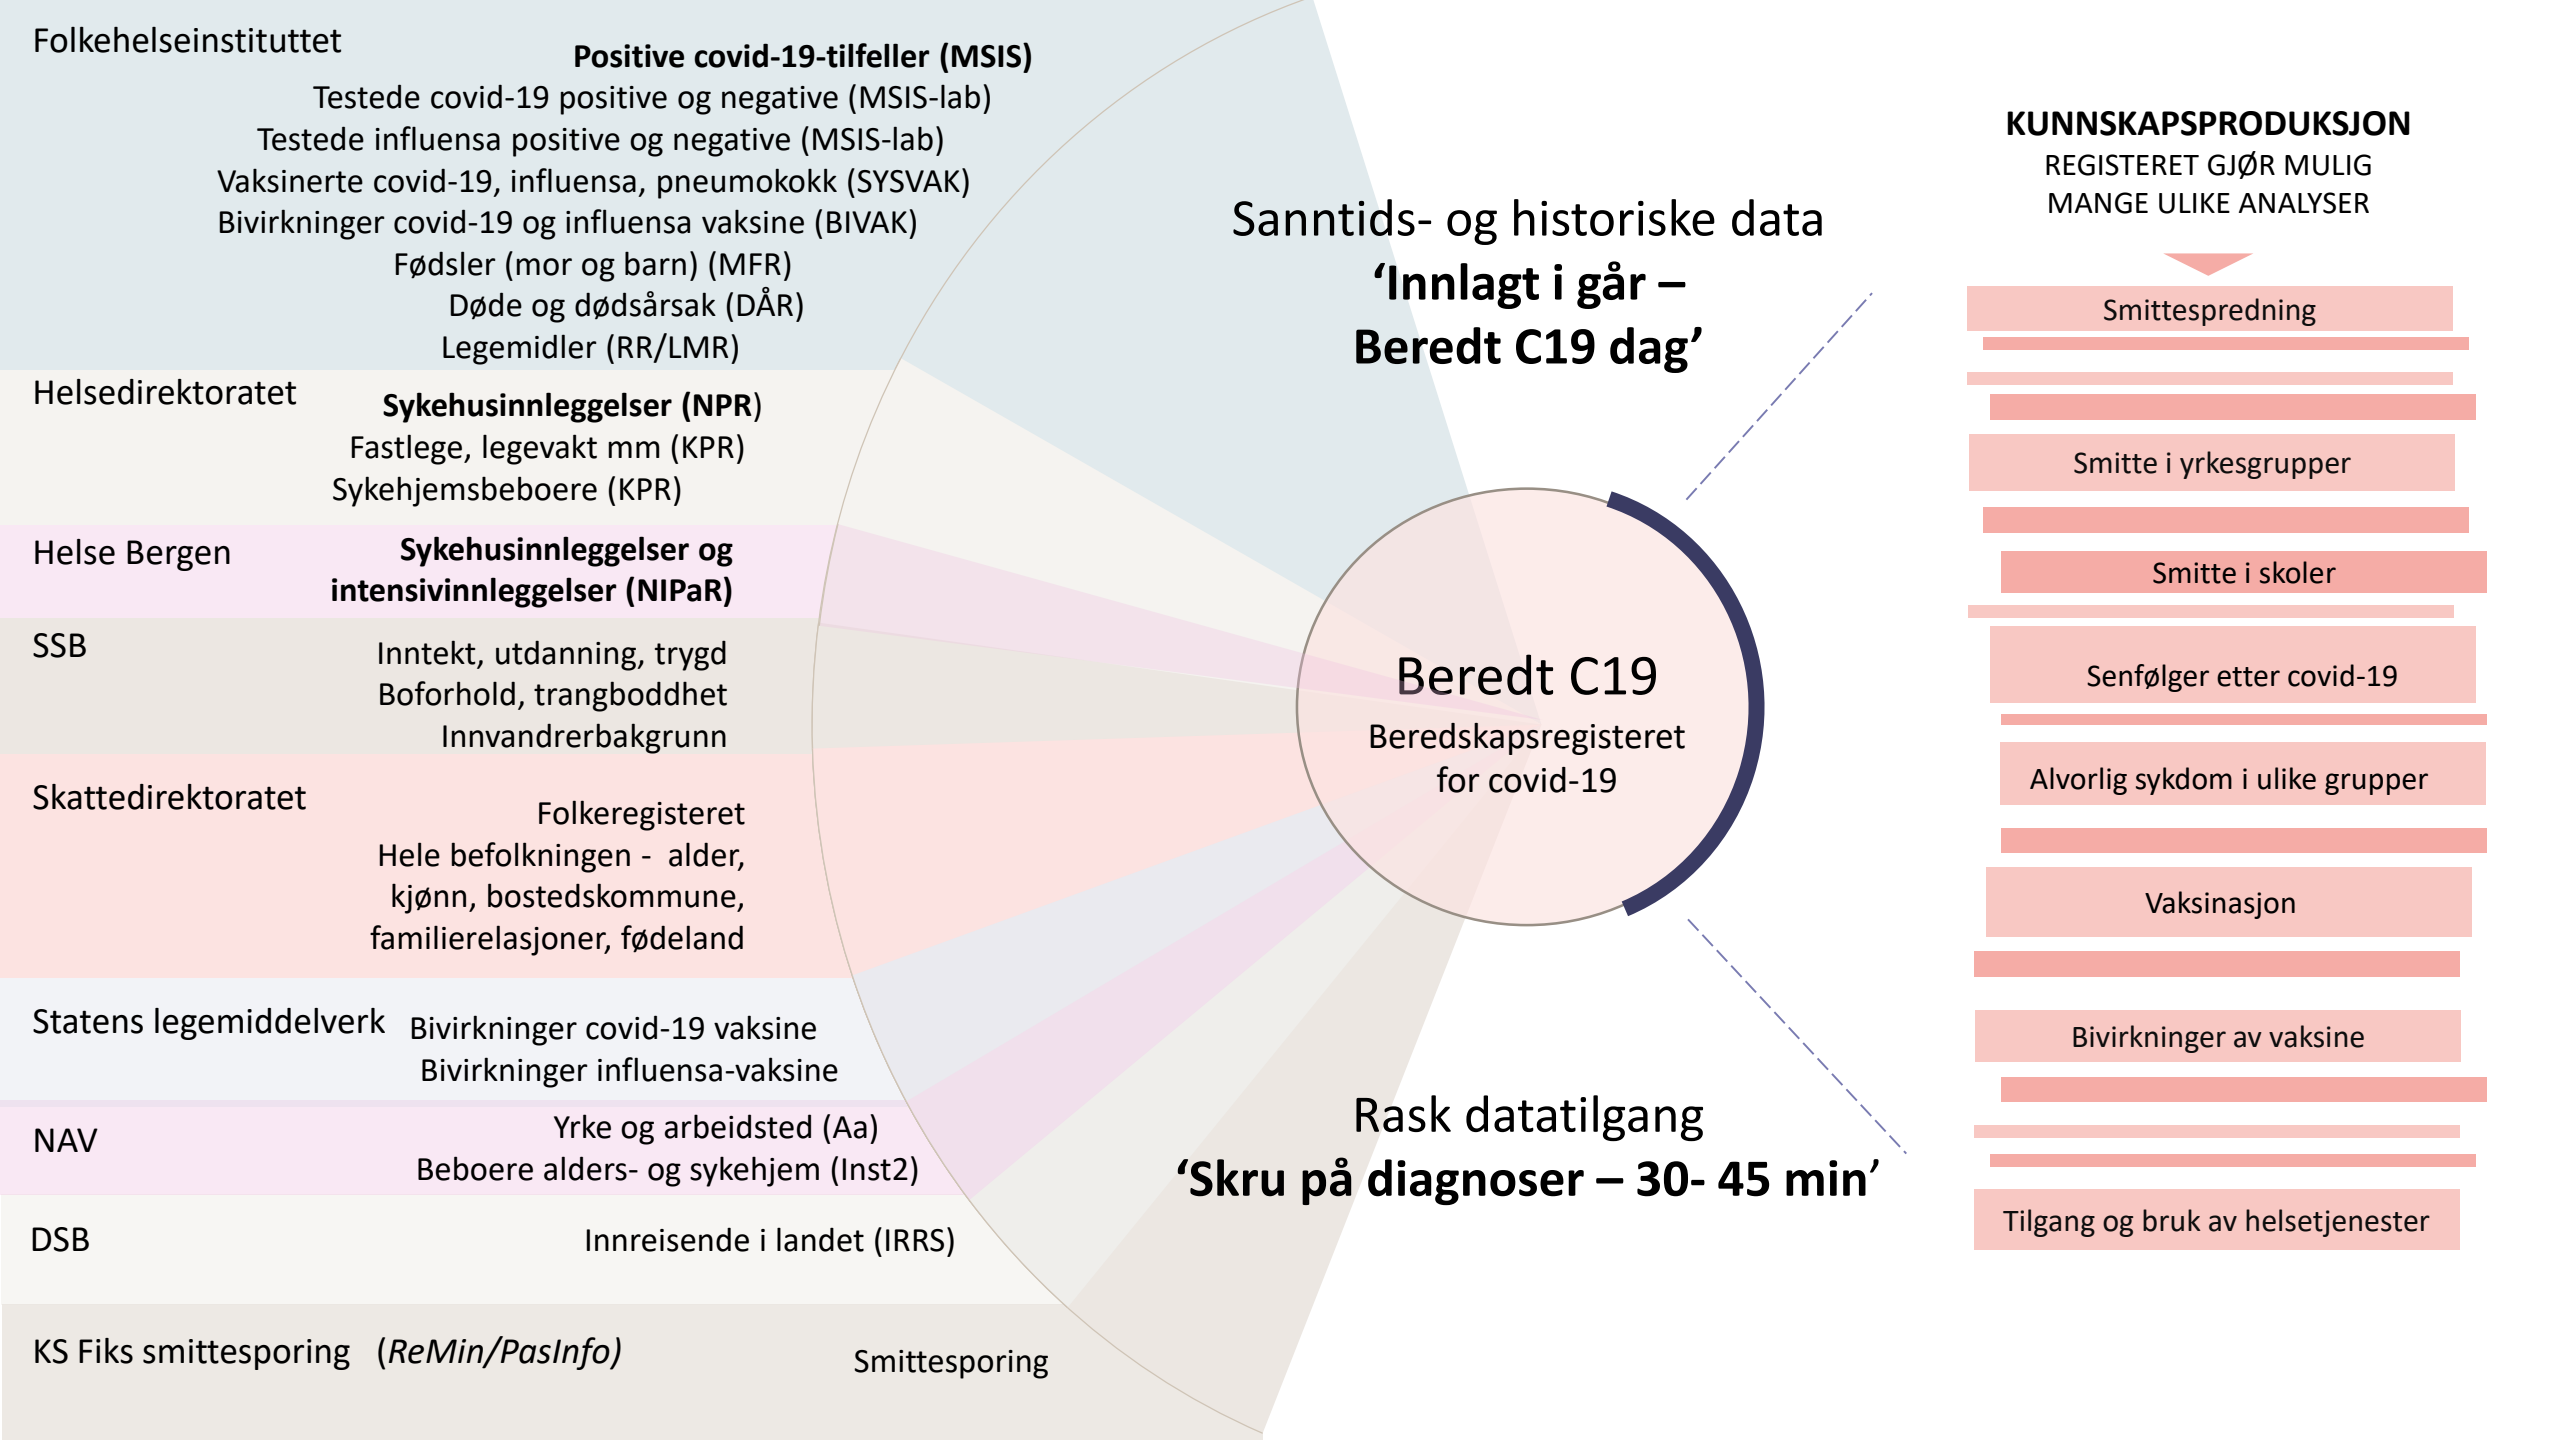 Folkehelseinstituttet
Positive covid-19-tilfeller (MSIS)
Testede covid-19 positive og negative (MSIS-lab)
Testede influensa positive og negative (MSIS-lab)
Vaksinerte covid-19, influensa, pneumokokk (SYSVAK)
Bivirkninger covid-19 og influensa vaksine (BIVAK)
Fødsler (mor og barn) (MFR)
Døde og dødsårsak (DÅR)
Legemidler (RR/LMR)
Helsedirektoratet
Sykehusinnleggelser (NPR)
Fastlege, legevakt mm (KPR)
Sykehjemsbeboere (KPR)
Helse Bergen
Sykehusinnleggelser og
intensivinnleggelser (NIPaR)
SSB
Inntekt, utdanning, trygd
Boforhold, trangboddhet
Innvandrerbakgrunn
Skattedirektoratet
Folkeregisteret
Hele befolkningen -  alder,
kjønn, bostedskommune,
familierelasjoner, fødeland
Statens legemiddelverk
Bivirkninger covid-19 vaksine
Bivirkninger influensa-vaksine
NAV
Yrke og arbeidsted (Aa)
Beboere alders- og sykehjem (Inst2)
DSB
Innreisende i landet (IRRS)
KS Fiks smittesporing   (ReMin/PasInfo)
Smittesporing
Sanntids- og historiske data
‘Innlagt i går –
Beredt C19 dag’
Beredt C19
Beredskapsregisteret
for covid-19
Rask datatilgang
‘Skru på diagnoser – 30- 45 min’
KUNNSKAPSPRODUKSJON
REGISTERET GJØR MULIG
MANGE ULIKE ANALYSER
Smittespredning
Smitte i yrkesgrupper
Smitte i skoler
Senfølger etter covid-19
Alvorlig sykdom i ulike grupper
Vaksinasjon
Bivirkninger av vaksine
Tilgang og bruk av helsetjenester